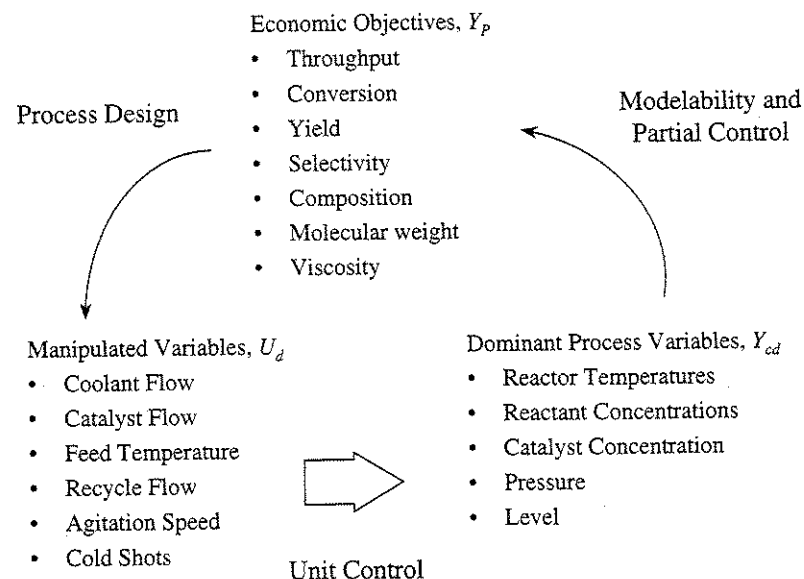 Economic Objectives, Y_P
• Throughput
• Conversion
• Yield
• Selectivity
• Composition
• Molecular weight
• Viscosity
Process Design
Modelability and
Partial Control
Manipulated Variables, U_d
• Coolant Flow
• Catalyst Flow
• Feed Temperature
• Recycle Flow
• Agitation Speed
• Cold Shots
Unit Control
Dominant Process Variables, Y_cd
• Reactor Temperatures
• Reactant Concentrations
• Catalyst Concentration
• Pressure
• Level